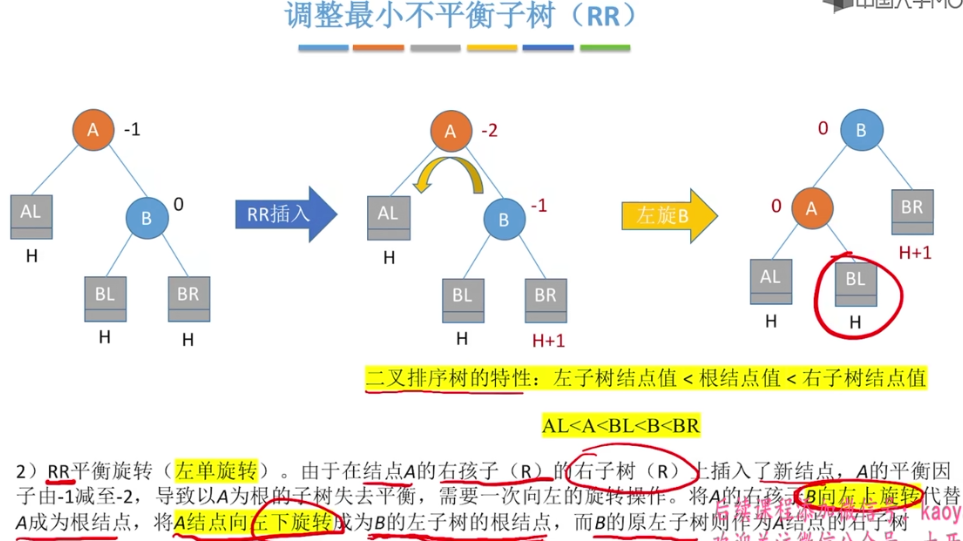 中国大学MO
调整最小不平衡子树（RR）
A -1
AL
H
B 0
BL
H
BR
H
RR插入
A -2
AL
H
B -1
BL
H
BR
H+1
左旋B
0 B
0 A
BR
H+1
AL
H
BL
H
二叉排序树的特性：左子树结点值 < 根结点值 < 右子树结点值
AL<A<BL<B<BR
2）RR平衡旋转（左单旋转）。由于在结点A的右孩子（R）的右子树（R）上插入了新结点，A的平衡因
子由-1减至-2，导致以A为根的子树失去平衡，需要一次向左的旋转操作。将A的右孩子B向左上旋转代替
A成为根结点，将A结点向左下旋转成为B的左子树的根结点，而B的原左子树则作为A结点的右子树
后续课程添加微信号：kaoy
欢迎关注微信公众号